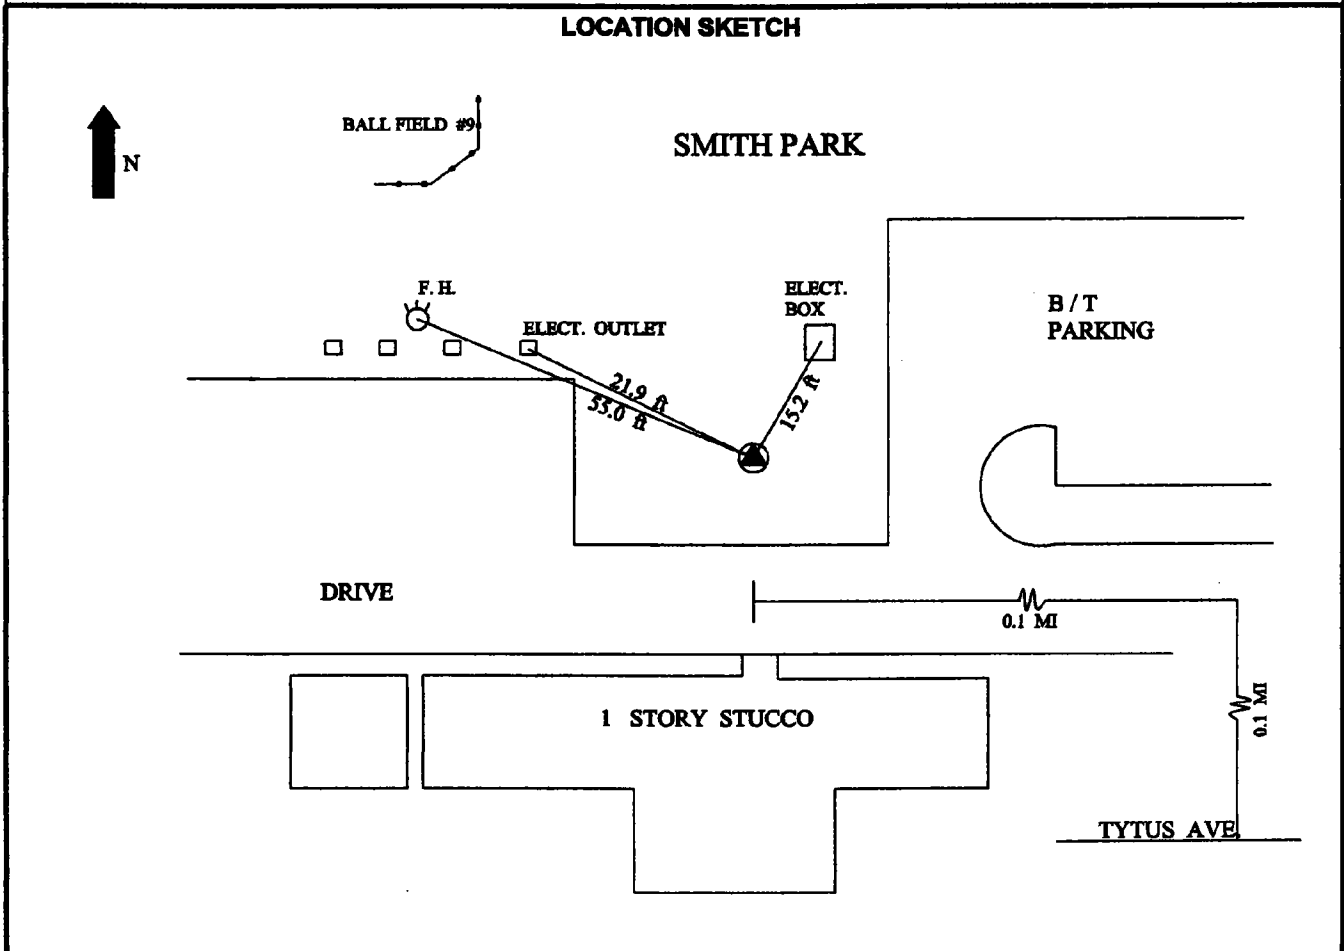 LOCATION SKETCH
BALL FIELD #9
SMITH PARK
N
F. H.
ELECT.
BOX
B / T
PARKING
ELECT. OUTLET
21.9 ft
55.0 ft
15.2 ft
DRIVE
0.1 MI
1 STORY STUCCO
0.1 MI
TYTUS AVE.